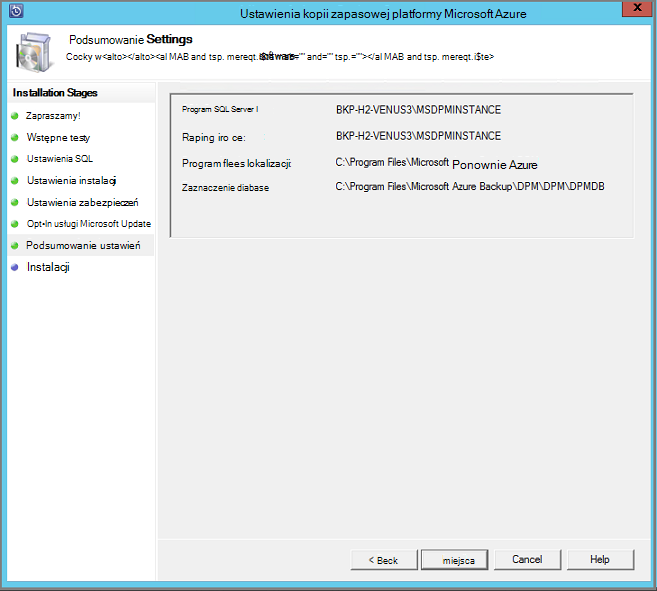 Ustawienia kopii zapasowej platformy Microsoft Azure
x
Podsumowanie Settings
Cocky w<alto></alto><al MAB and tsp. mereqt. and="" tsp.=""></al MAB and tsp. mereqt.i$te>
Installation Stages
Zapraszamy!
Wstępne testy
Ustawienia SQL
Ustawienia instalacji
Ustawienia zabezpieczeń
Opt-In usługi Microsoft Update
Podsumowanie ustawień
Instalacji
Program SQL Server I BKP-H2-VENUS3\MSDPMINSTANCE
Raping iro ce: BKP-H2-VENUS3\MSDPMINSTANCE
Program flees lokalizacji: C:\Program Files\Microsoft Ponownie Azure
Zaznaczenie diabase C:\Program Files\Microsoft Azure Backup\DPM\DPM\DPMDB
< Beck miejsca Cancel Help